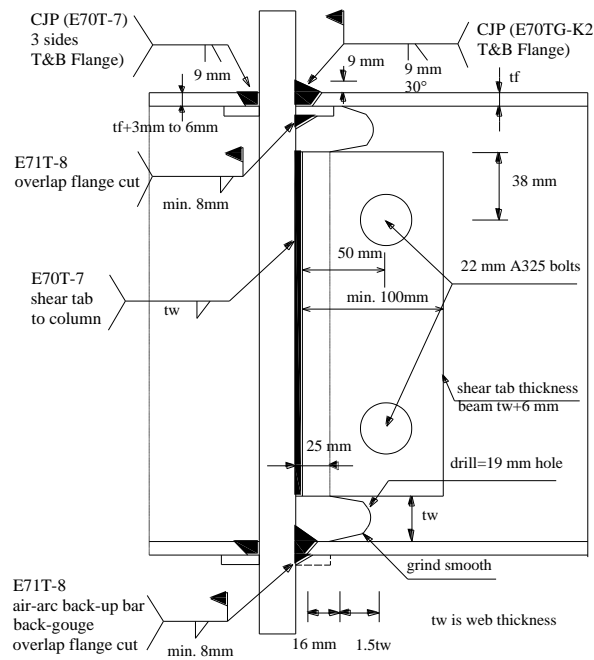 CJP (E70T-7)
3 sides
T&B Flange)
9 mm
CJP (E70TG-K2
T&B Flange)
9 mm
9 mm
30°
tf
tf+3mm to 6mm
E71T-8
overlap flange cut
min. 8mm
38 mm
50 mm
22 mm A325 bolts
E70T-7
shear tab
to column
tw
min. 100mm
shear tab thickness
beam tw+6 mm
25 mm
drill=19 mm hole
tw
grind smooth
E71T-8
air-arc back-up bar
back-gouge
overlap flange cut
min. 8mm
16 mm
1.5tw
tw is web thickness